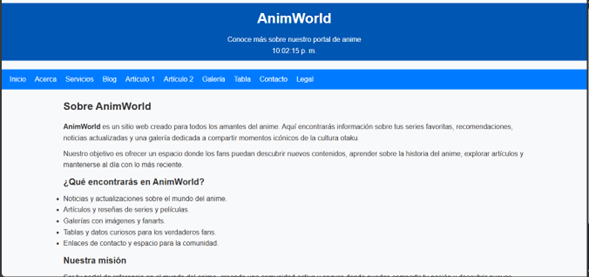 AnimWorld
Conoce más sobre nuestro portal de anime
10:02:15 p. m.
Inicio Acerca Servicios Blog Artículo 1 Artículo 2 Galería Tabla Contacto Legal
Sobre AnimWorld
AnimWorld es un sitio web creado para todos los amantes del anime. Aquí encontrarás información sobre tus series favoritas, recomendaciones,
noticias actualizadas y una galería dedicada a compartir momentos icónicos de la cultura otaku.
Nuestro objetivo es ofrecer un espacio donde los fans puedan descubrir nuevos contenidos, aprender sobre la historia del anime, explorar artículos y
mantenerse al día con lo más reciente.
¿Qué encontrarás en AnimWorld?
• Noticias y actualizaciones sobre el mundo del anime.
• Artículos y reseñas de series y películas.
• Galerías con imágenes y fanarts.
• Tablas y datos curiosos para los verdaderos fans.
• Enlaces de contacto y espacio para la comunidad.
Nuestra misión